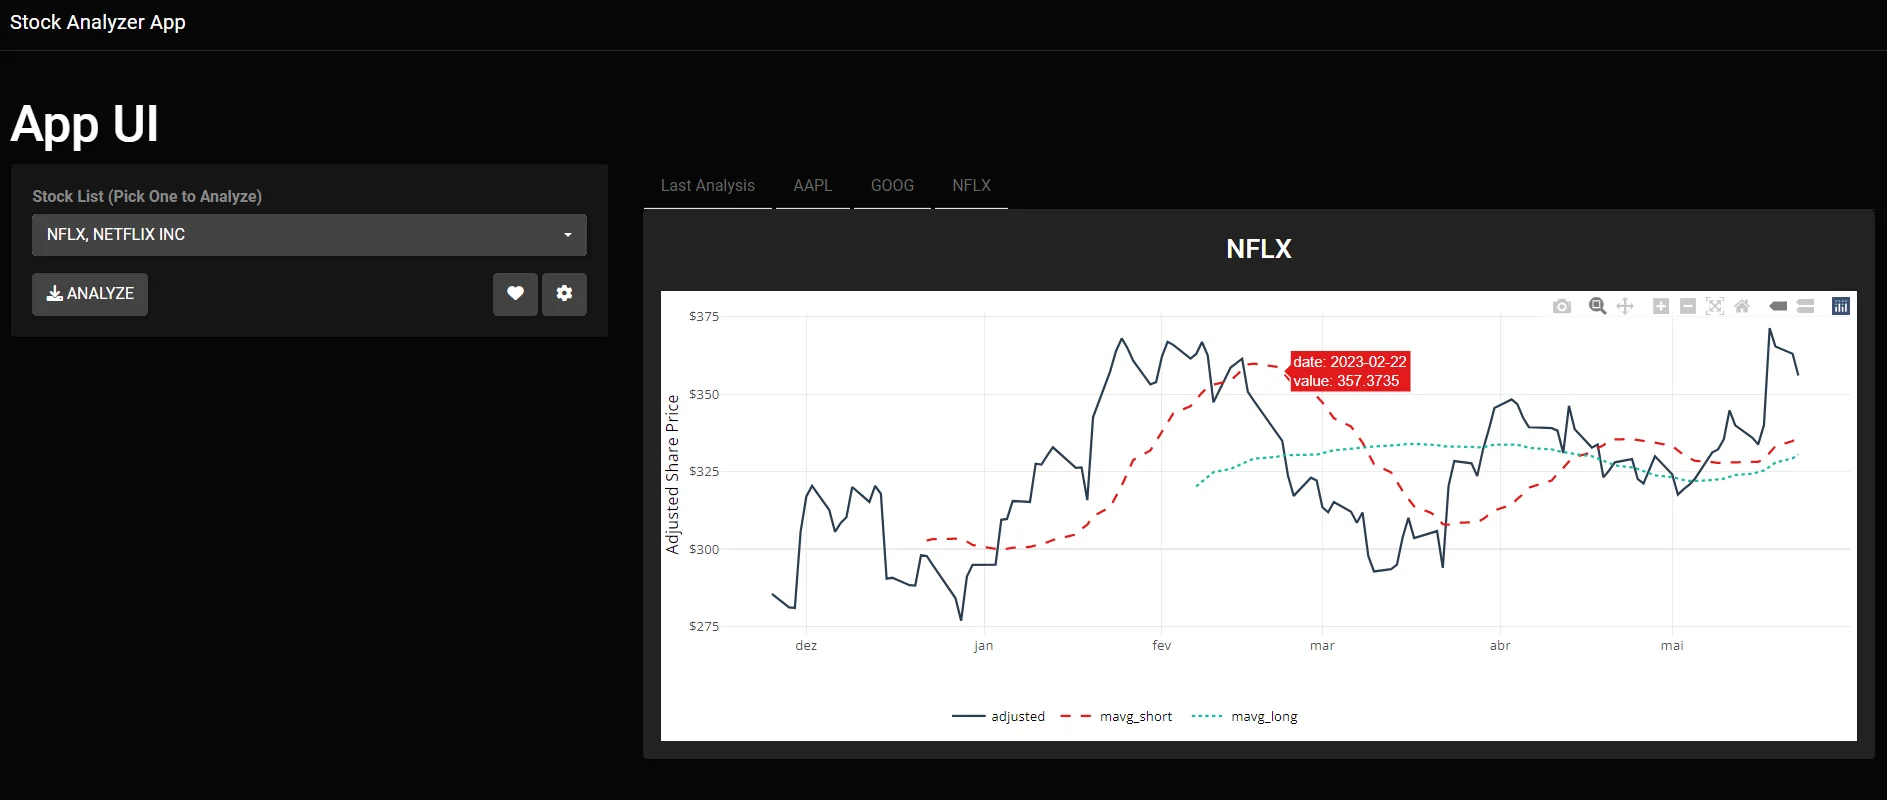 Stock Analyzer App
App UI
Stock List (Pick One to Analyze)
NFLX, NETFLIX INC
ANALYZE
Last Analysis AAPL GOOG NFLX
NFLX
date: 2023-02-22
value: 357.3735
Adjusted Share Price
$375
$350
$325
$300
$275
dez jan fev mar abr mai
adjusted mavg_short mavg_long